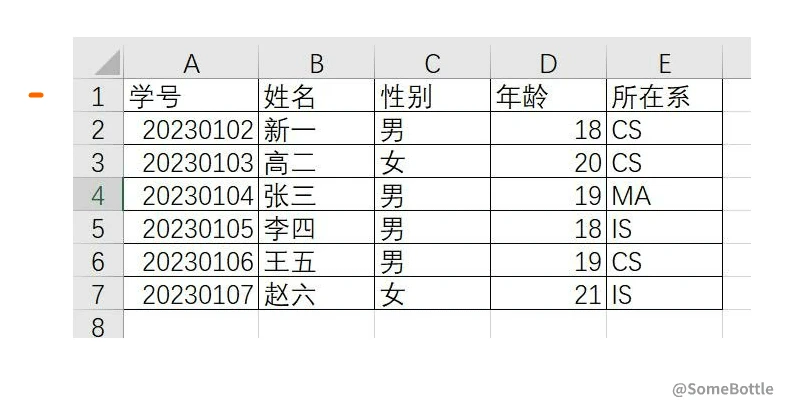 A B C D E
1 学号 姓名 性别 年龄 所在系
2 20230102 新一 男 18 CS
3 20230103 高二 女 20 CS
4 20230104 张三 男 19 MA
5 20230105 李四 男 18 IS
6 20230106 王五 男 19 CS
7 20230107 赵六 女 21 IS
8
@SomeBottle